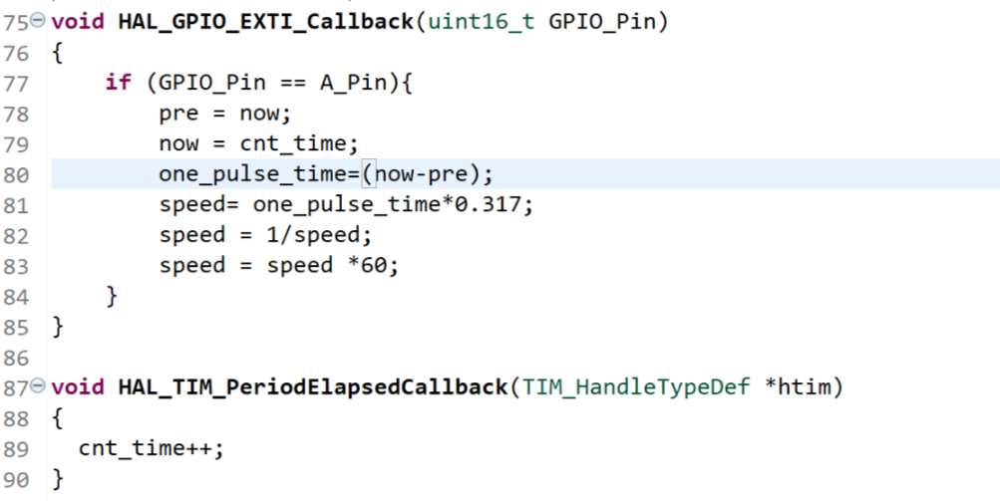 75 void HAL_GPIO_EXTI_Callback(uint16_t GPIO_Pin)
76 {
77     if (GPIO_Pin == A_Pin){
78         pre = now;
79         now = cnt_time;
80         one_pulse_time=(now-pre);
81         speed= one_pulse_time*0.317;
82         speed = 1/speed;
83         speed = speed *60;
84     }
85 }
86
87 void HAL_TIM_PeriodElapsedCallback(TIM_HandleTypeDef *htim)
88 {
89   cnt_time++;
90 }